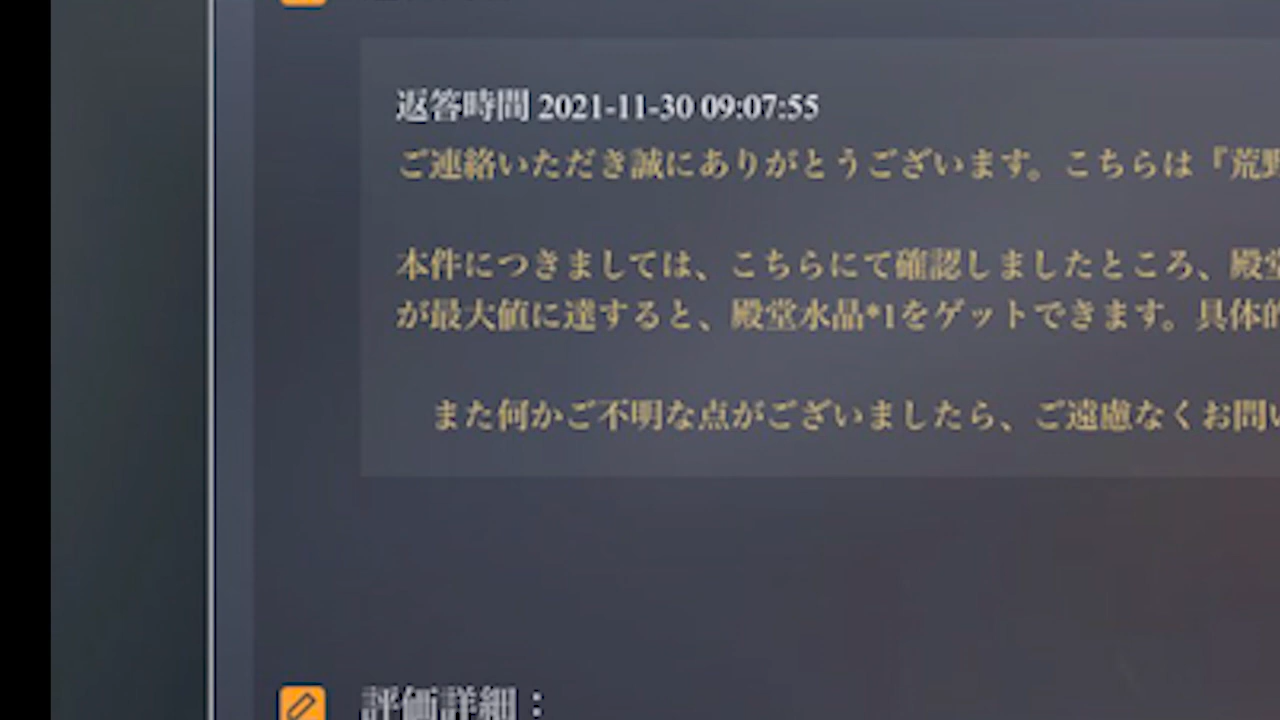 返答時間 2021-11-30 09:07:55
ご連絡いただき誠にありがとうございます。こちらは『荒野
本件につきましては、こちらにて確認しましたところ、殿堂
が最大値に達すると、殿堂水晶*1をゲットできます。具体的
また何かご不明な点がございましたら、ご遠慮なくお問い
評価詳細：